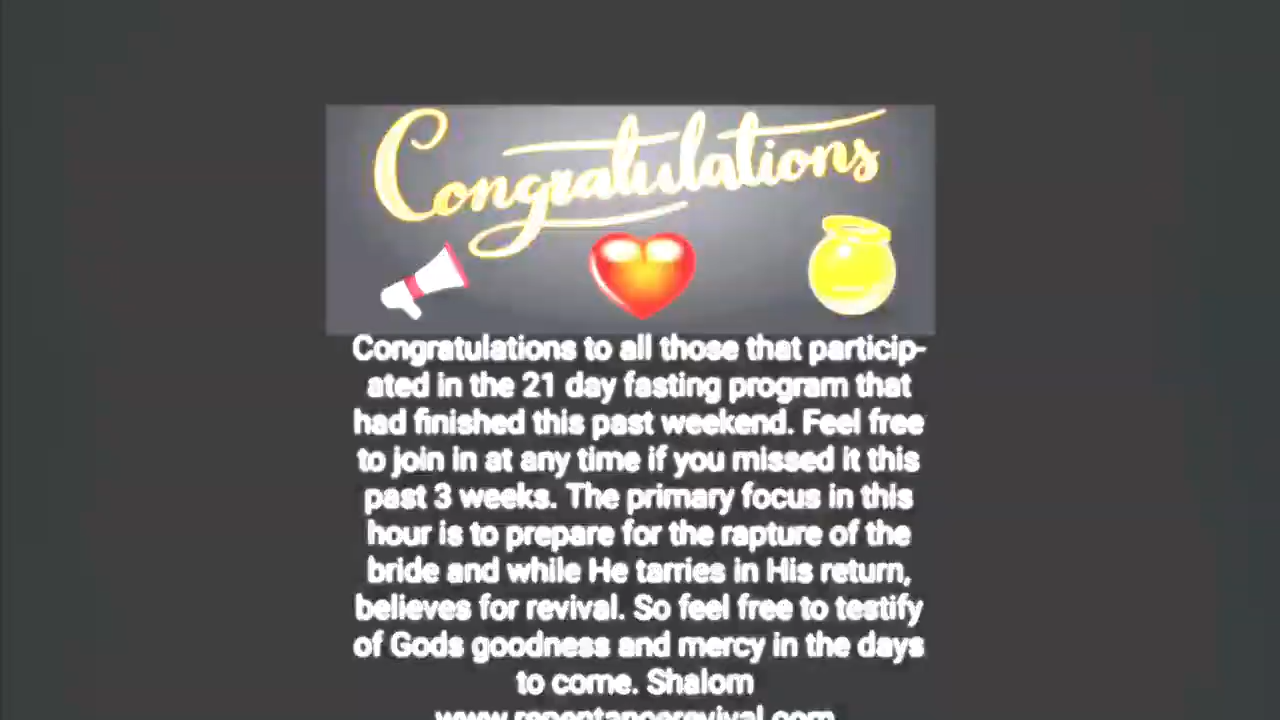 Congratulations
Congratulations to all those that particip-
ated in the 21 day fasting program that
had finished this past weekend. Feel free
to join in at any time if you missed it this
past 3 weeks. The primary focus in this
hour is to prepare for the rapture of the
bride and while He tarries in His return,
believes for revival. So feel free to testify
of Gods goodness and mercy in the days
to come. Shalom
www.repentancerevival.com